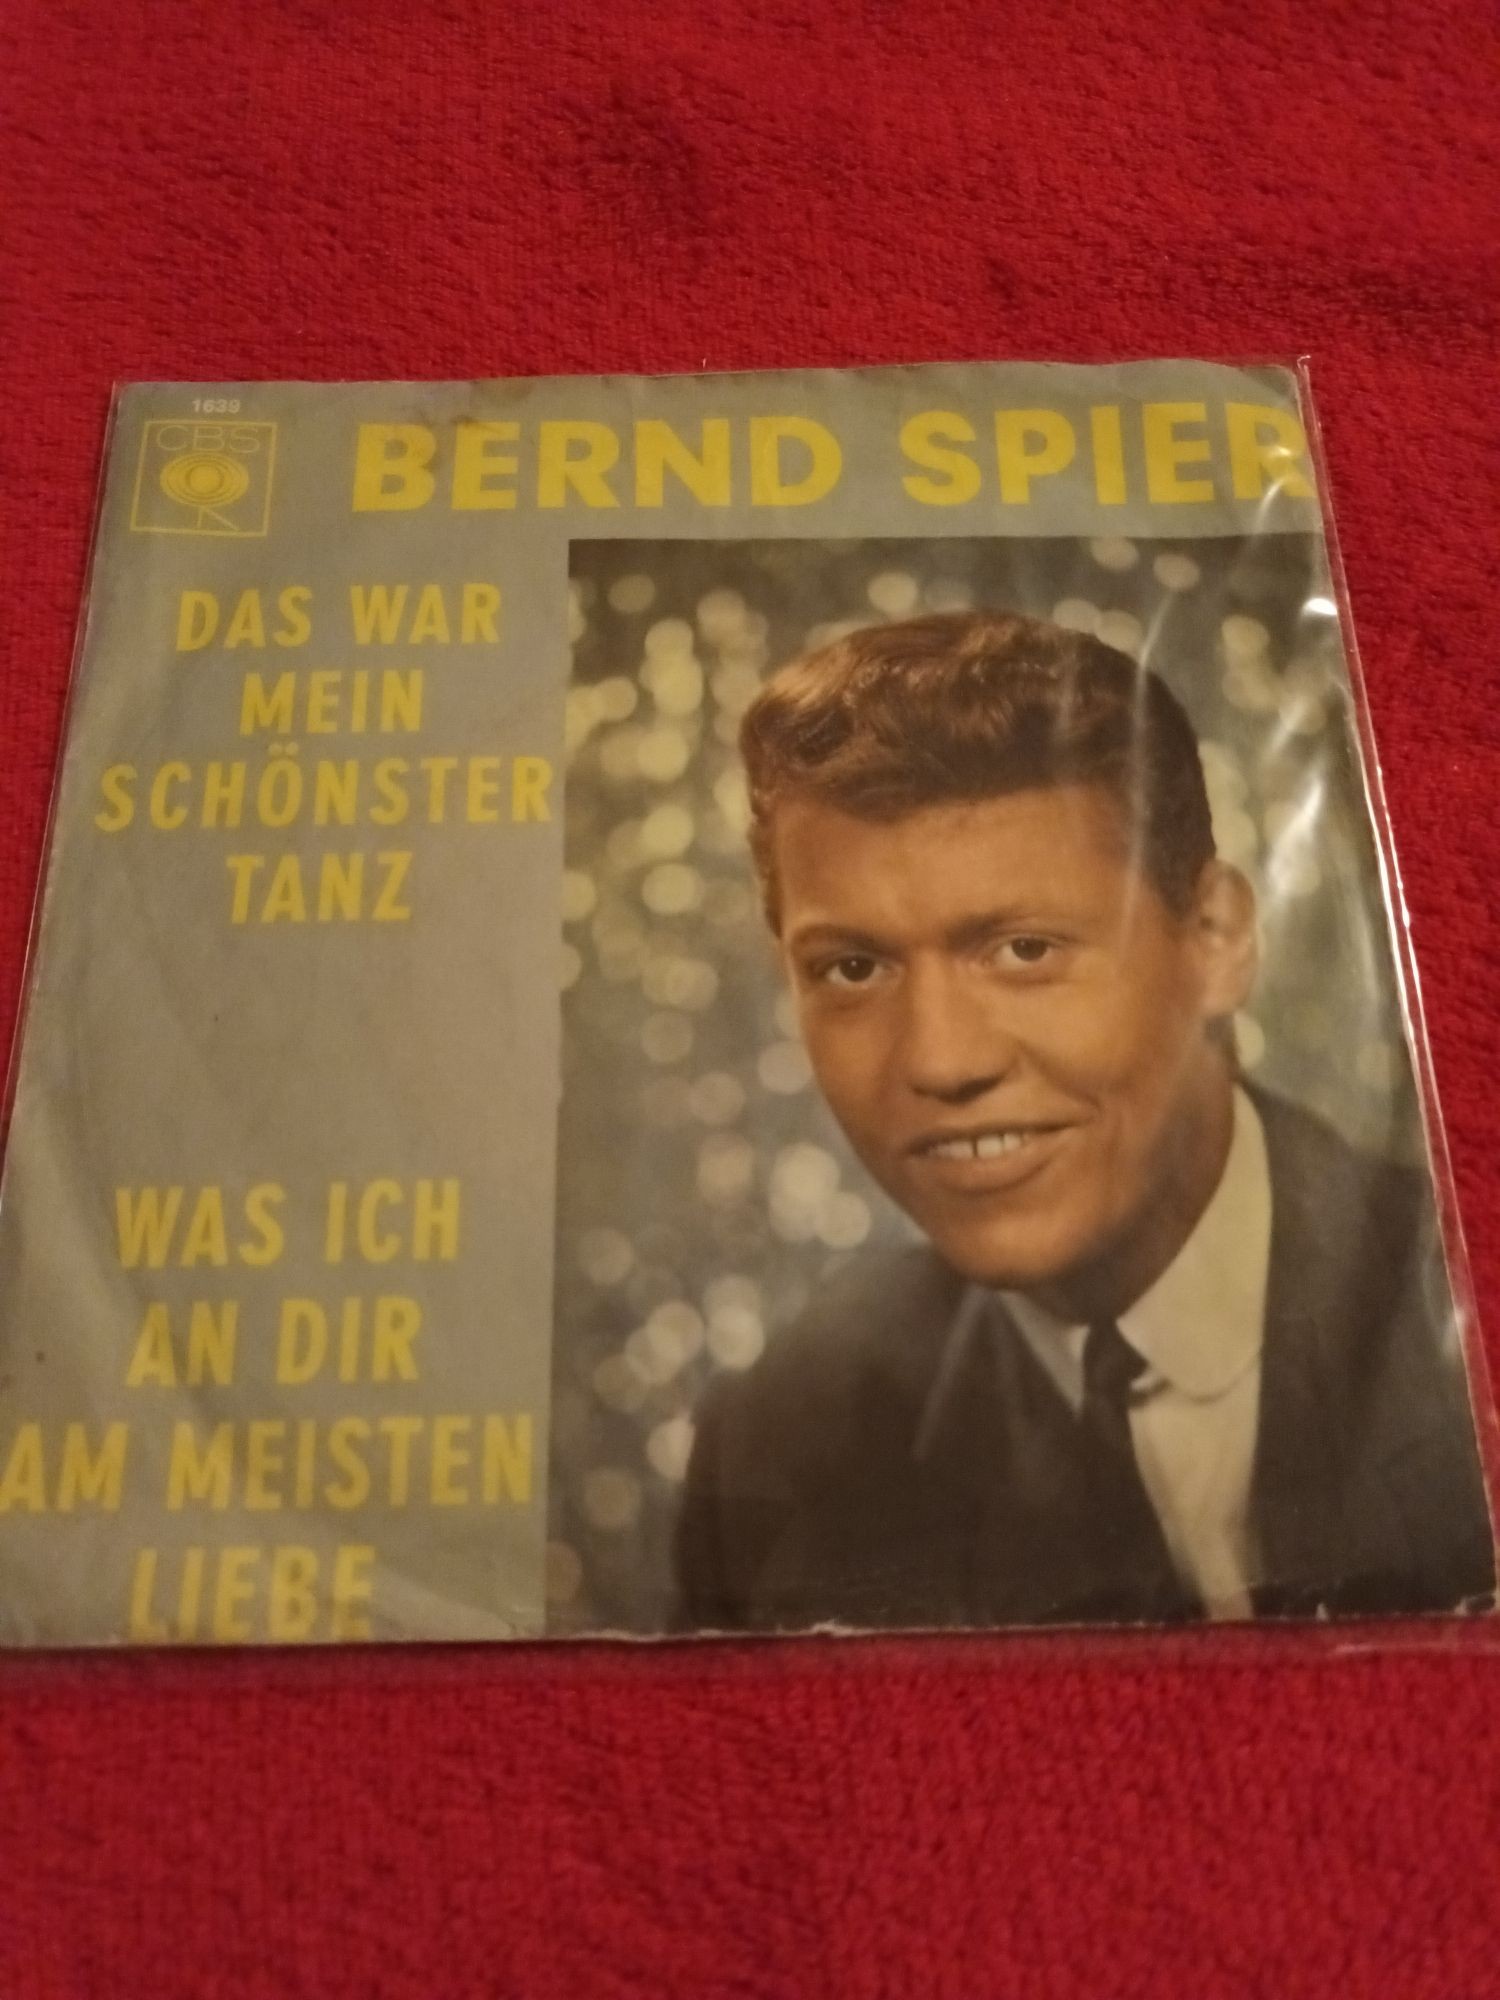 1639
CBS
BERND SPIER
DAS WAR
MEIN
SCHÖNSTER
TANZ
WAS ICH
AN DIR
AM MEISTEN
LIEBE